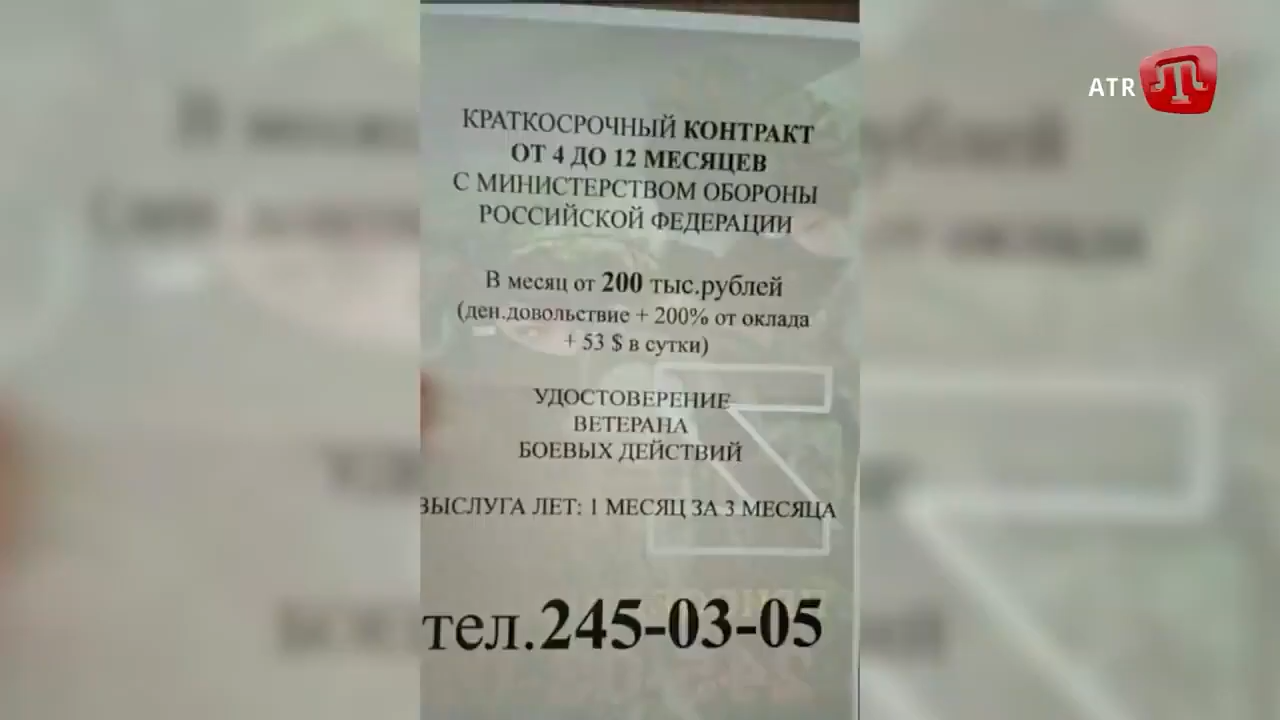 ATR
КРАТКОСРОЧНЫЙ КОНТРАКТ
ОТ 4 ДО 12 МЕСЯЦЕВ
С МИНИСТЕРСТВОМ ОБОРОНЫ
РОССИЙСКОЙ ФЕДЕРАЦИИ
В месяц от 200 тыс.рублей
(ден.довольствие + 200% от оклада
+ 53 $ в сутки)
УДОСТОВЕРЕНИЕ
ВЕТЕРАНА
БОЕВЫХ ДЕЙСТВИЙ
ВЫСЛУГА ЛЕТ: 1 МЕСЯЦ ЗА 3 МЕСЯЦА
тел.245-03-05